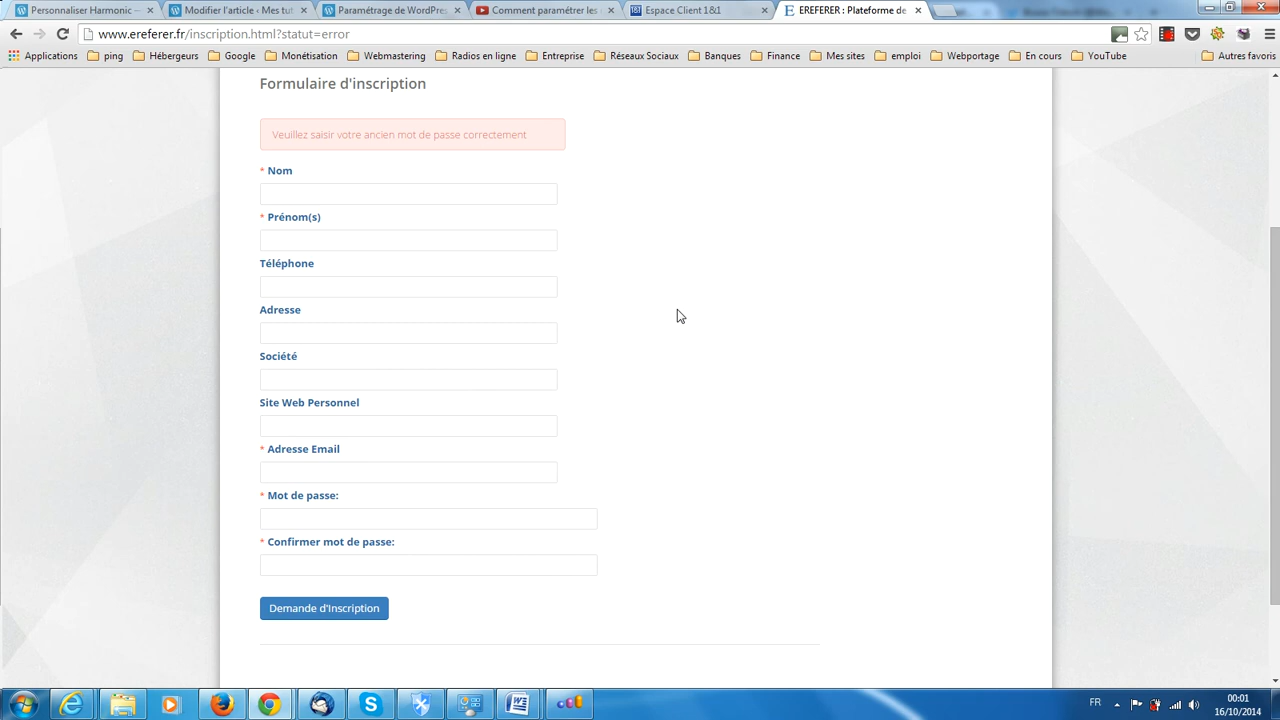 Personnaliser Harmonic —
Modifier l'article ‹ Mes tut
Paramétrage de WordPres
Comment paramétrer les
Espace Client 1&1
EREFERER : Plateforme de
www.ereferer.fr/inscription.html?statut=error
Applications
ping
Hébergeurs
Google
Monétisation
Webmastering
Radios en ligne
Entreprise
Réseaux Sociaux
Banques
Finance
Mes sites
emploi
Webportage
En cours
YouTube
Autres favoris
Formulaire d'inscription
Veuillez saisir votre ancien mot de passe correctement
* Nom
* Prénom(s)
Téléphone
Adresse
Société
Site Web Personnel
* Adresse Email
* Mot de passe:
* Confirmer mot de passe:
Demande d'Inscription
FR
00:01
16/10/2014